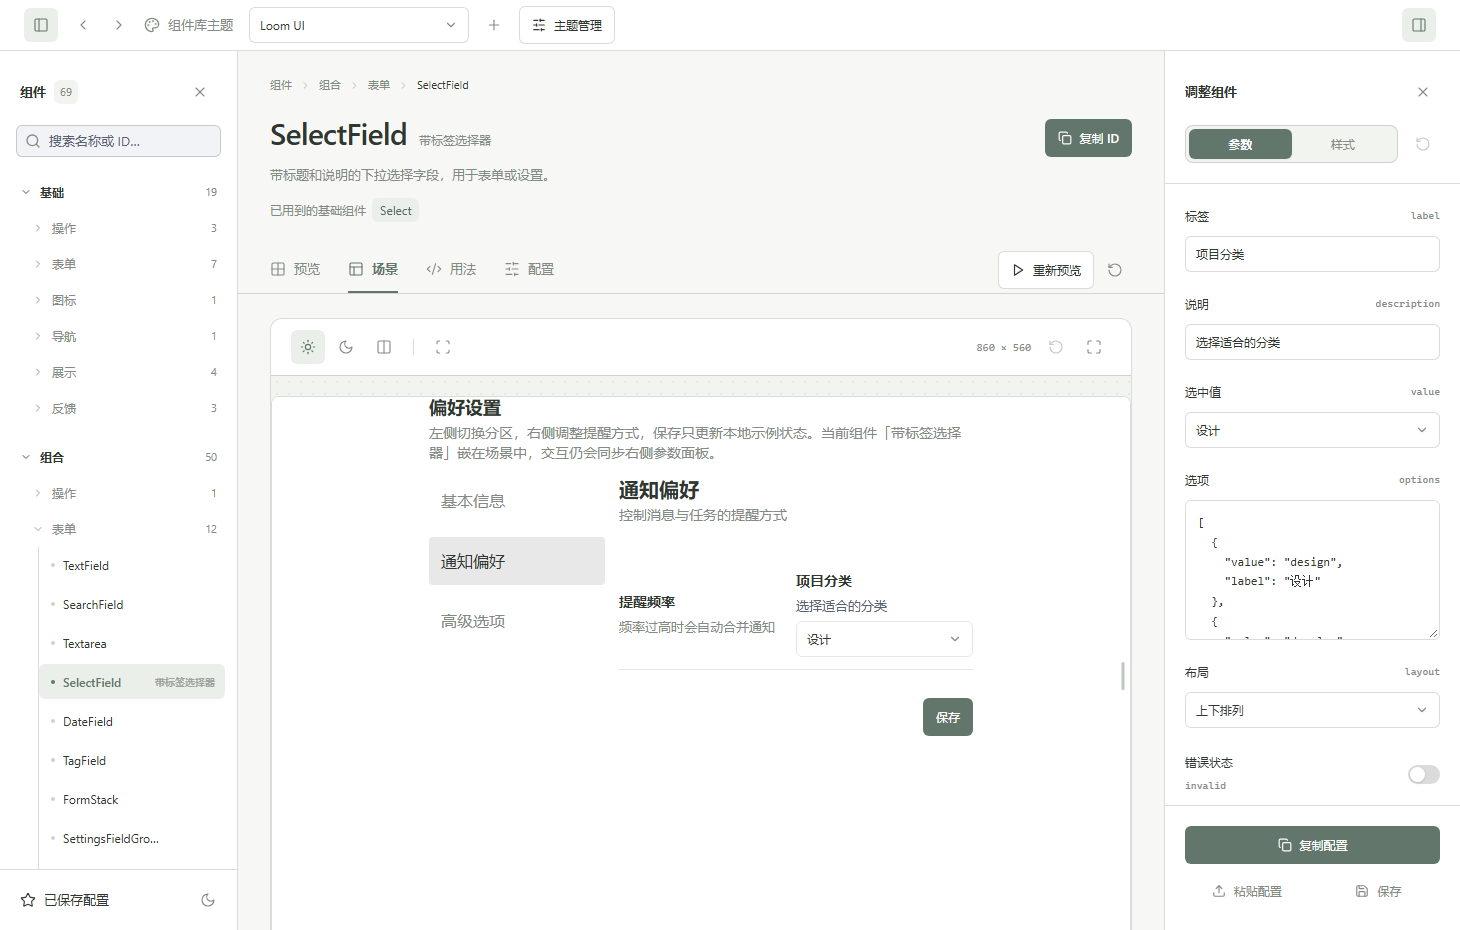 组件库主题
Loom UI
主题管理
组件 69
搜索名称或 ID...
基础 19
操作 3
表单 7
图标 1
导航 1
展示 4
反馈 3
组合 50
操作 1
表单 12
TextField
SearchField
Textarea
SelectField 带标签选择器
DateField
TagField
FormStack
SettingsFieldGro...
已保存配置
组件 组合 表单 SelectField
SelectField 带标签选择器
复制 ID
带标题和说明的下拉选择字段，用于表单或设置。
已用到的基础组件 Select
预览 场景 用法 配置
重新预览
860 × 560
偏好设置
左侧切换分区，右侧调整提醒方式，保存只更新本地示例状态。当前组件「带标签选择
器」嵌在场景中，交互仍会同步右侧参数面板。
基本信息
通知偏好
高级选项
通知偏好
控制消息与任务的提醒方式
提醒频率
频率过高时会自动合并通知
项目分类
选择适合的分类
设计
保存
调整组件
参数 样式
标签 label
项目分类
说明 description
选择适合的分类
选中值 value
设计
选项 options
[
{
"value": "design",
"label": "设计"
},
{
布局 layout
上下排列
错误状态
invalid
复制配置
粘贴配置 保存